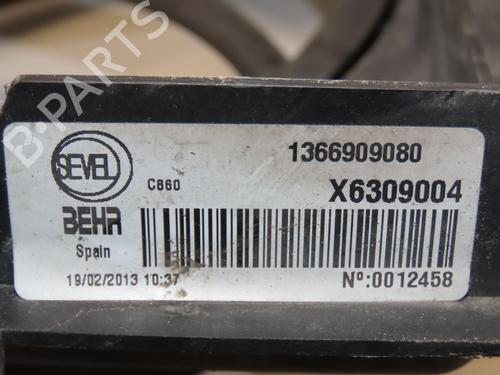 B-PARTS
SEVEL
1366909080
C860
X6309004
BEHR
Spain
19/02/2013 10:37
Nº:0012458